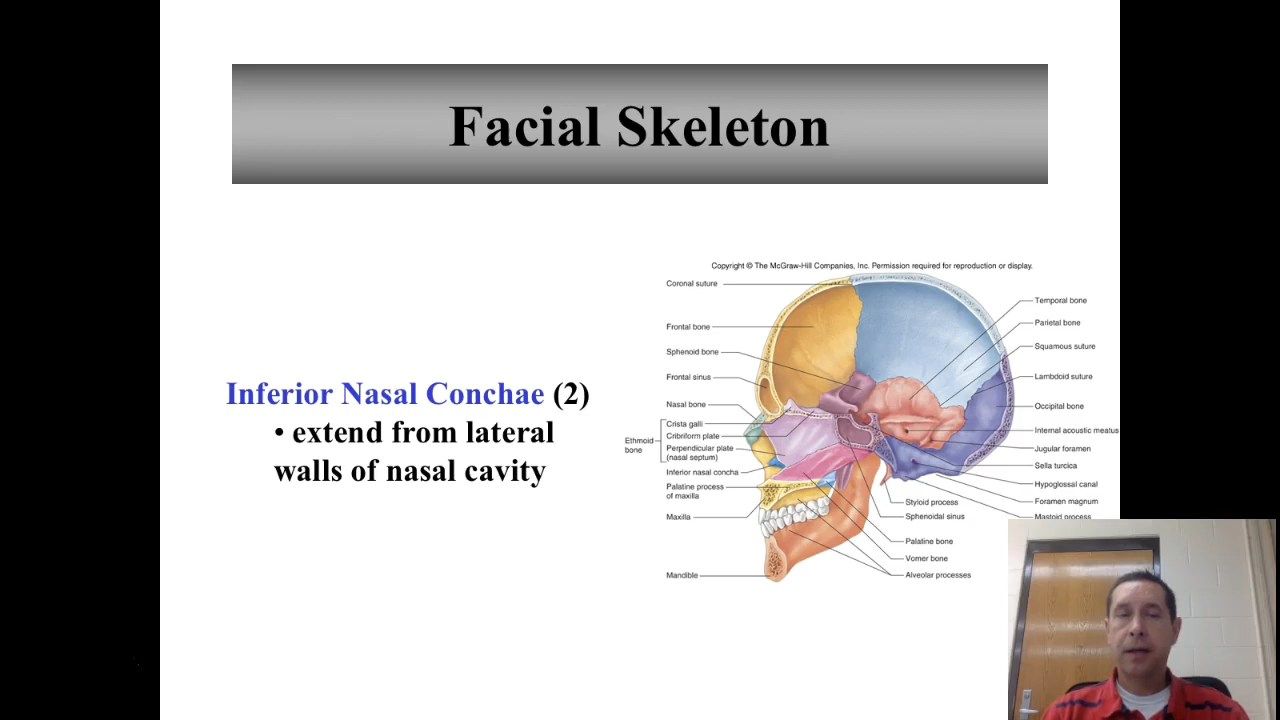 Facial Skeleton
Inferior Nasal Conchae (2)
• extend from lateral
walls of nasal cavity
Copyright © The McGraw-Hill Companies, Inc. Permission required for reproduction or display.
Coronal suture
Frontal bone
Sphenoid bone
Frontal sinus
Nasal bone
Ethmoid
bone
Crista galli
Cribriform plate
Perpendicular plate
(nasal septum)
Inferior nasal concha
Palatine process
of maxilla
Maxilla
Mandible
Temporal bone
Parietal bone
Squamous suture
Lambdoid suture
Occipital bone
Internal acoustic meatus
Jugular foramen
Sella turcica
Hypoglossal canal
Foramen magnum
Mastoid process
Styloid process
Sphenoidal sinus
Palatine bone
Vomer bone
Alveolar processes